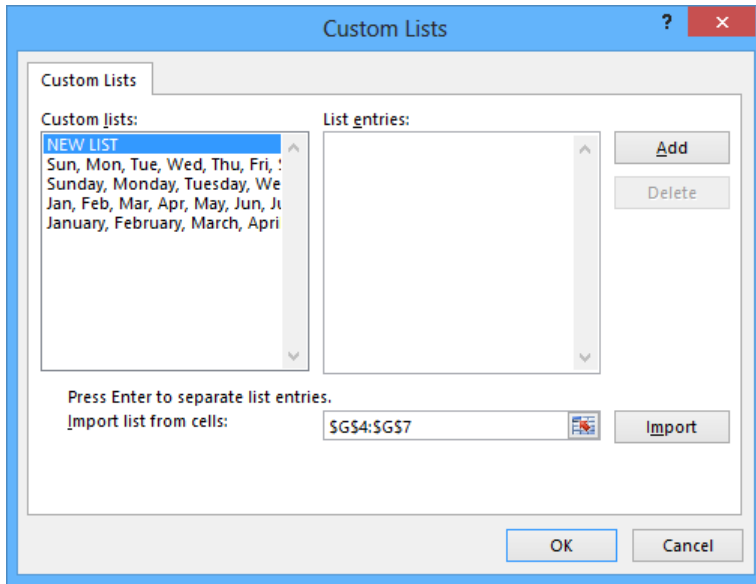 Custom Lists
?
Custom Lists
Custom lists:
List entries:
NEW LIST
Sun, Mon, Tue, Wed, Thu, Fri, S
Sunday, Monday, Tuesday, We
Jan, Feb, Mar, Apr, May, Jun, Ju
January, February, March, Apri
Add
Delete
Press Enter to separate list entries.
Import list from cells:
$G$4:$G$7
Import
OK
Cancel